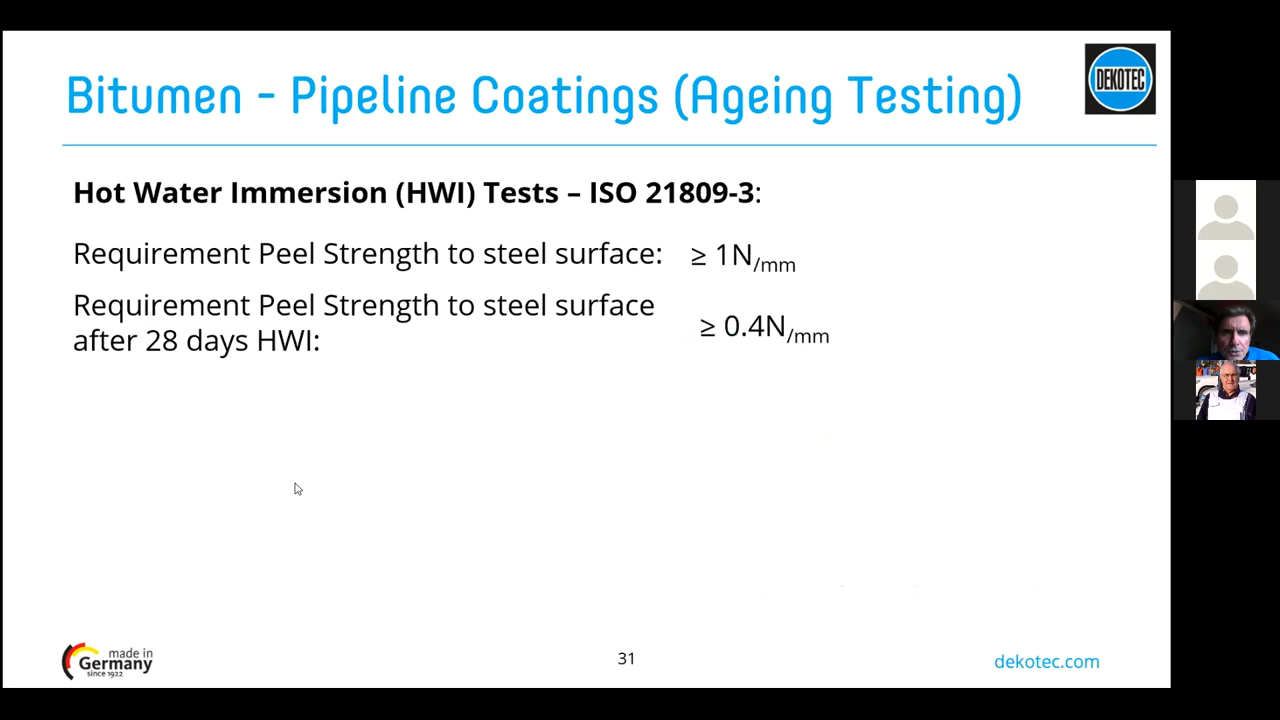 Bitumen - Pipeline Coatings (Ageing Testing)
DEKOTEC
Hot Water Immersion (HWI) Tests – ISO 21809-3:
Requirement Peel Strength to steel surface: ≥ 1N/mm
Requirement Peel Strength to steel surface
after 28 days HWI: ≥ 0.4N/mm
made in
Germany
since 1922
31
dekotec.com